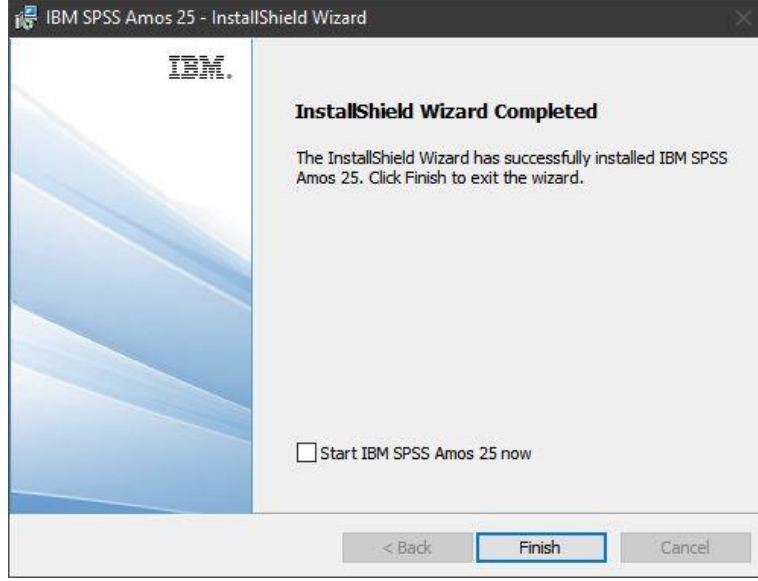 IBM SPSS Amos 25 - InstallShield Wizard
IBM.
InstallShield Wizard Completed
The InstallShield Wizard has successfully installed IBM SPSS
Amos 25. Click Finish to exit the wizard.
Start IBM SPSS Amos 25 now
< Back
Finish
Cancel